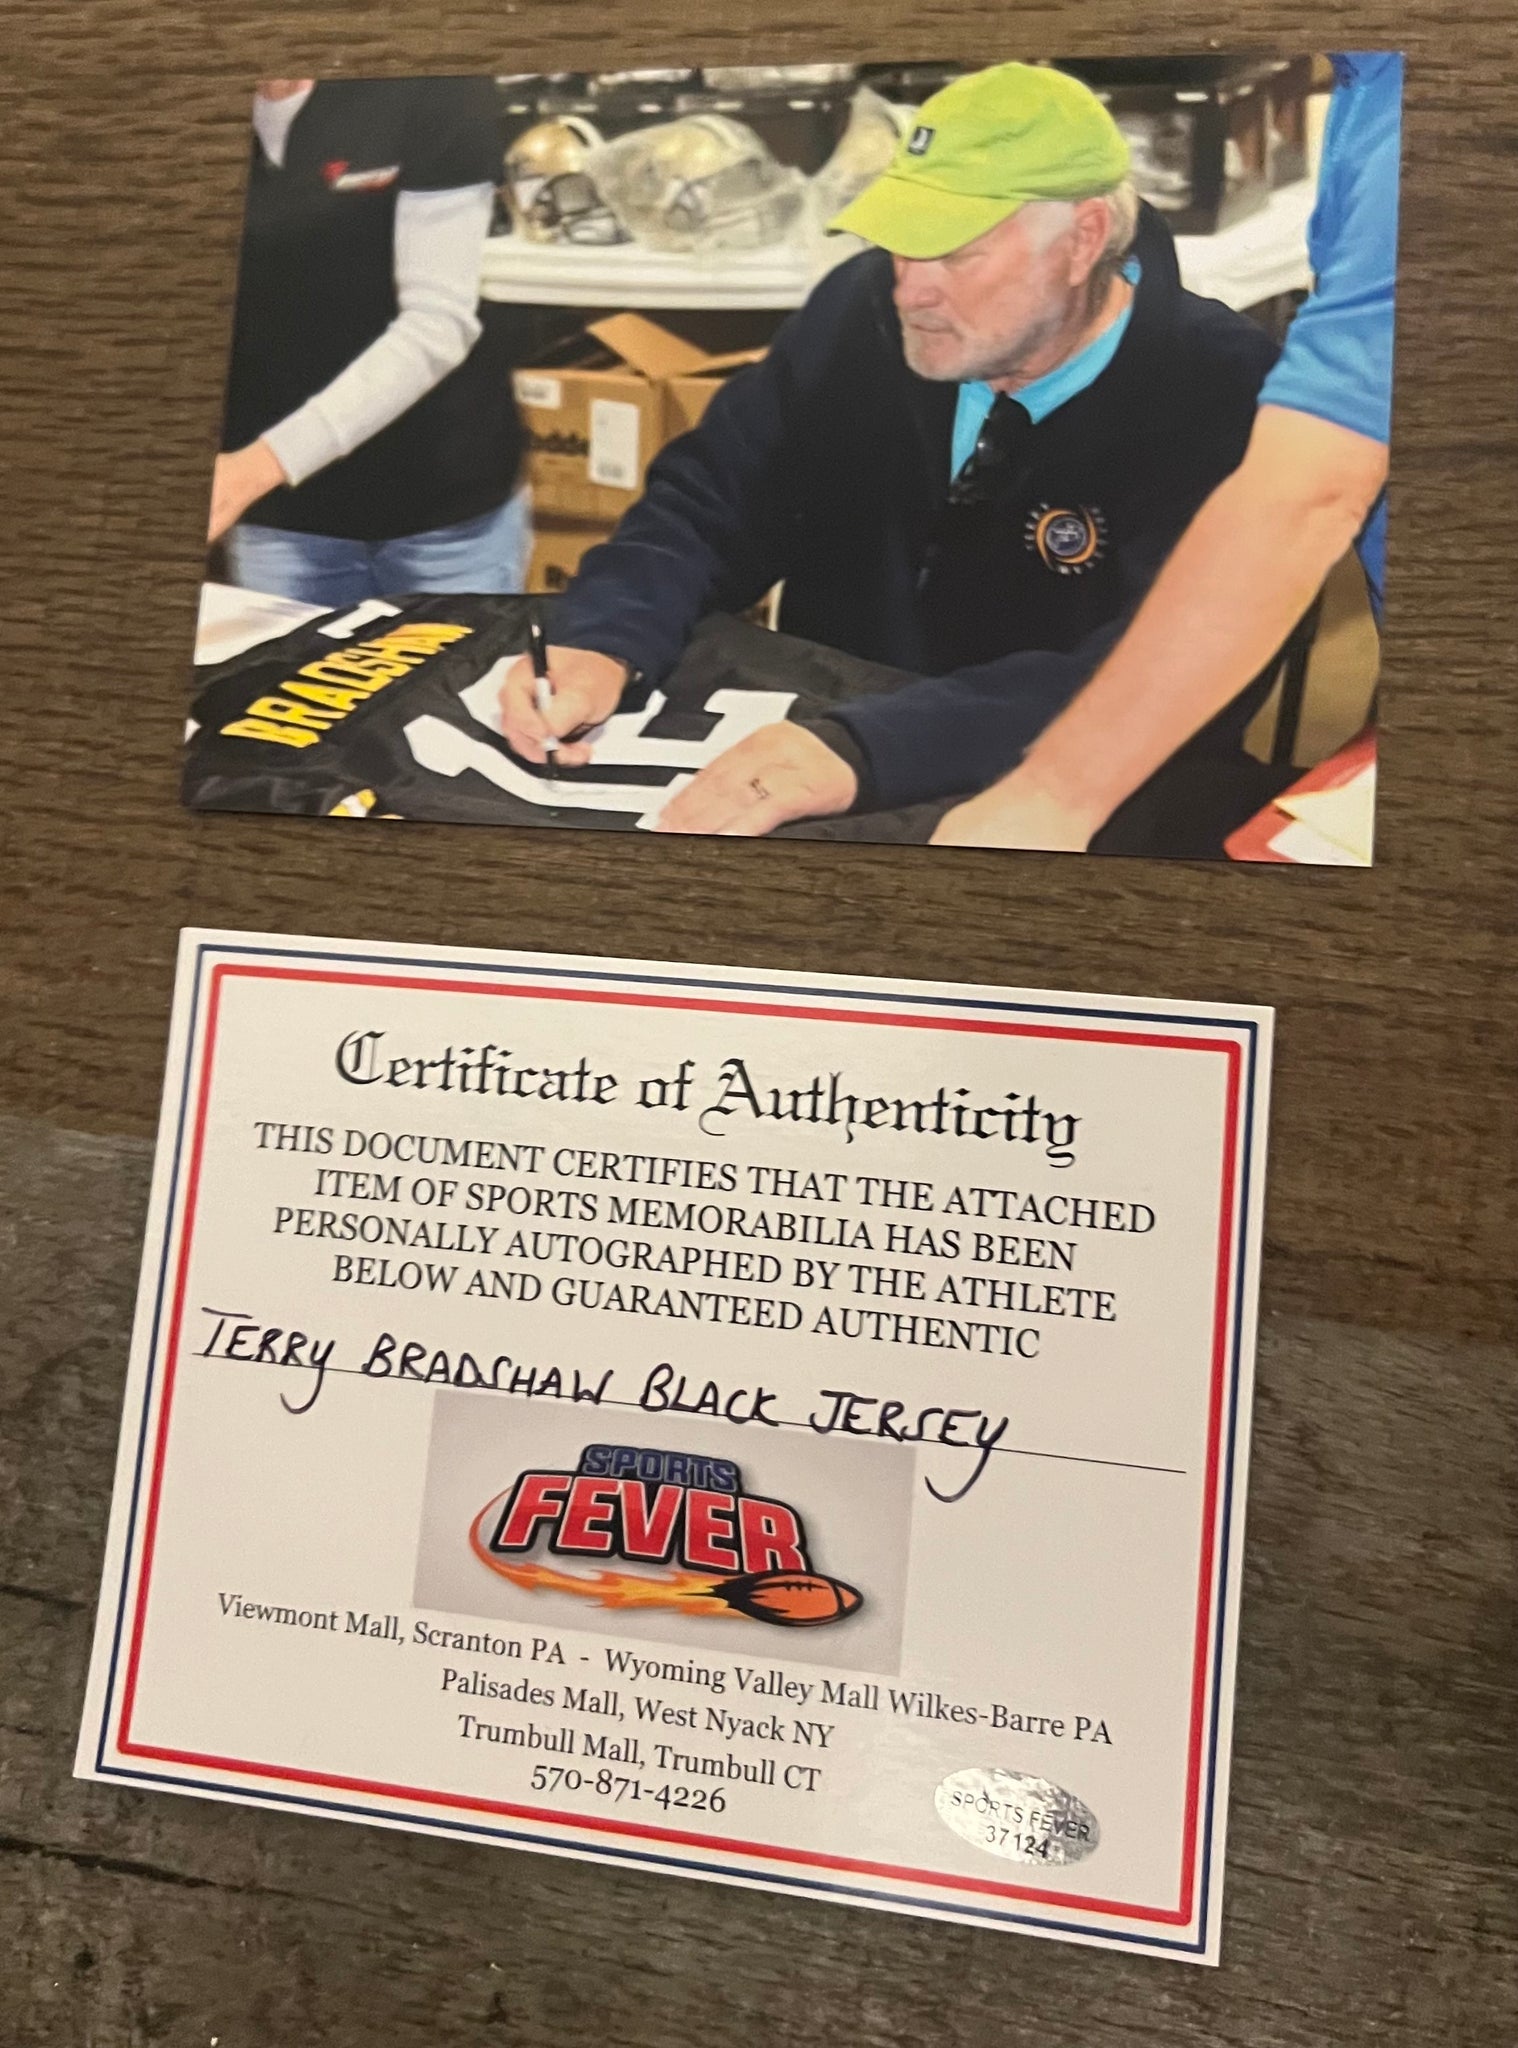 BRADSHAW
Certificate of Authenticity
THIS DOCUMENT CERTIFIES THAT THE ATTACHED
ITEM OF SPORTS MEMORABILIA HAS BEEN
PERSONALLY AUTOGRAPHED BY THE ATHLETE
BELOW AND GUARANTEED AUTHENTIC
TERRY BRADSHAW BLACK JERSEY
SPORTS
FEVER
Viewmont Mall, Scranton PA - Wyoming Valley Mall Wilkes-Barre PA
Palisades Mall, West Nyack NY
Trumbull Mall, Trumbull CT
570-871-4226
SPORTS FEVER
37124